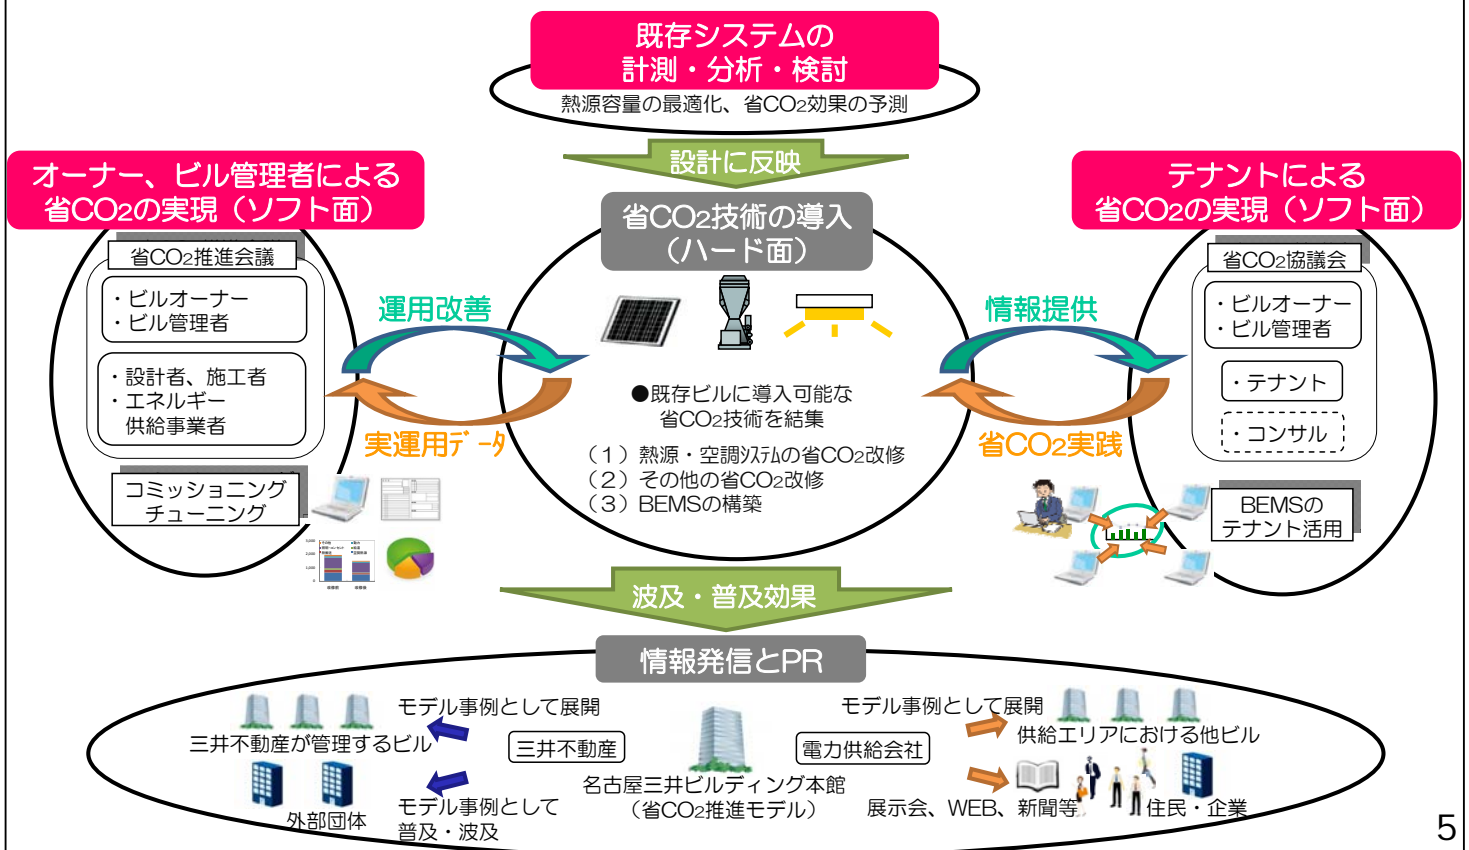 既存システムの
計測・分析・検討
熱源容量の最適化、省CO2効果の予測
設計に反映
オーナー、ビル管理者による
省CO2の実現（ソフト面）
省CO2推進会議
・ビルオーナー
・ビル管理者
・設計者、施工者
・エネルギー
供給事業者
コミッショニング
チューニング
運用改善
実運用データ
省CO2技術の導入
（ハード面）
●既存ビルに導入可能な
省CO2技術を結集
（１）熱源・空調システムの省CO2改修
（２）その他の省CO2改修
（３）BEMSの構築
情報提供
省CO2実践
テナントによる
省CO2の実現（ソフト面）
省CO2協議会
・ビルオーナー
・ビル管理者
・テナント
・コンサル
BEMSの
テナント活用
波及・普及効果
情報発信とPR
モデル事例として展開
三井不動産が管理するビル
三井不動産
外部団体
モデル事例として
普及・波及
名古屋三井ビルディング本館
（省CO2推進モデル）
モデル事例として展開
電力供給会社
供給エリアにおける他ビル
展示会、WEB、新聞等
住民・企業
5